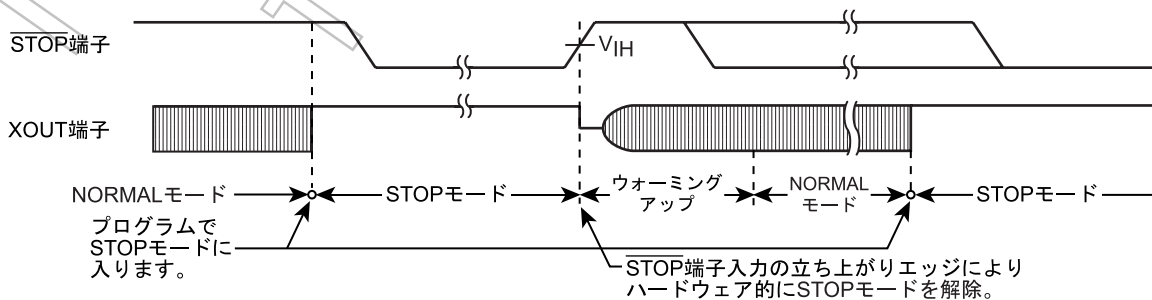 STOP端子
VIH
XOUT端子
NORMALモード
STOPモード
ウォーミング
アップ
NORMAL
モード
STOPモード
プログラムで
STOPモードに
入ります。
STOP端子入力の立ち上がりエッジにより
ハードウェア的にSTOPモードを解除。